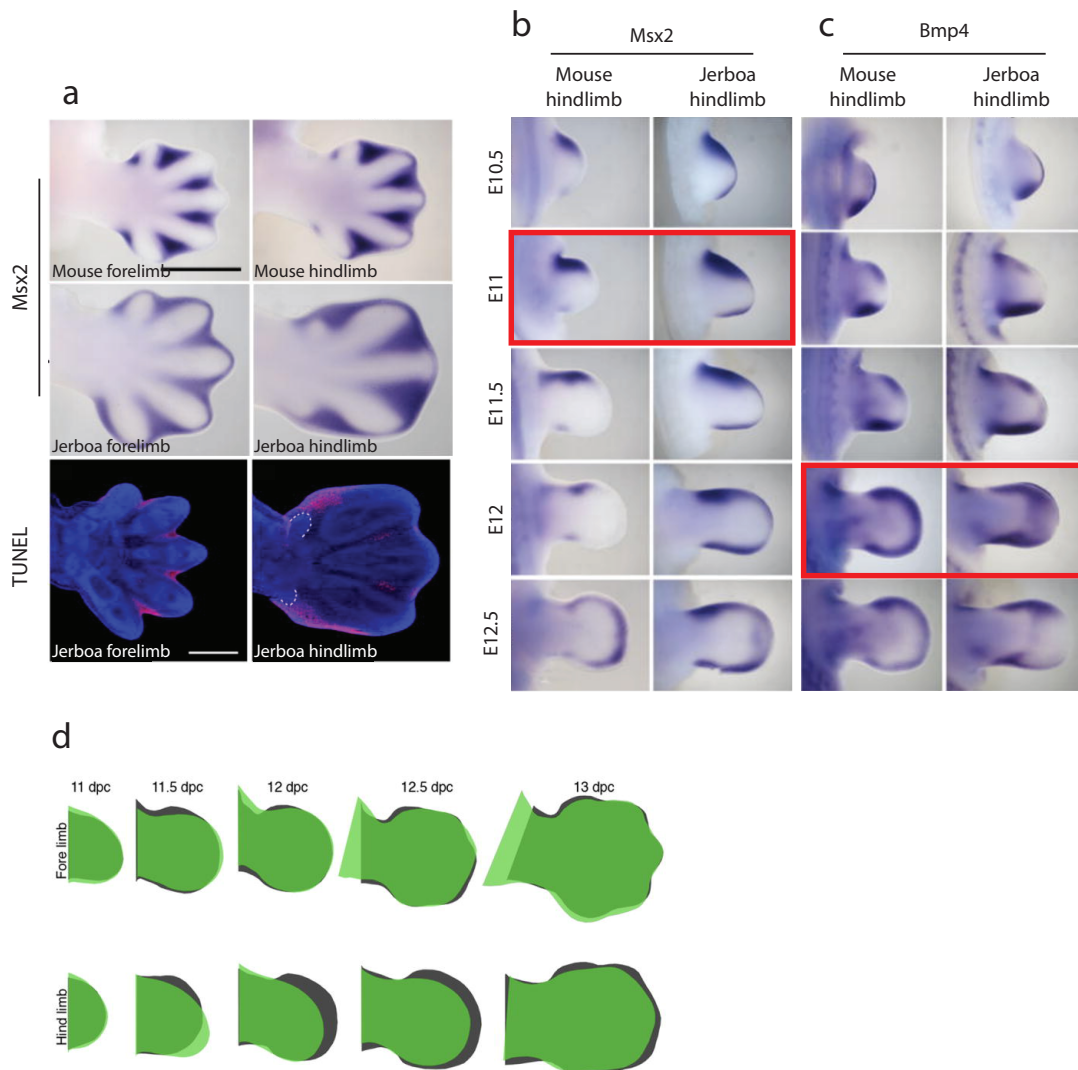 a
Msx2
Mouse forelimb
Mouse hindlimb
Jerboa forelimb
Jerboa hindlimb
TUNEL
Jerboa forelimb
Jerboa hindlimb
b
Msx2
Mouse
hindlimb
Jerboa
hindlimb
c
Bmp4
Mouse
hindlimb
Jerboa
hindlimb
E10.5
E11
E11.5
E12
E12.5
d
11 dpc
11.5 dpc
12 dpc
12.5 dpc
13 dpc
Fore limb
Hind limb